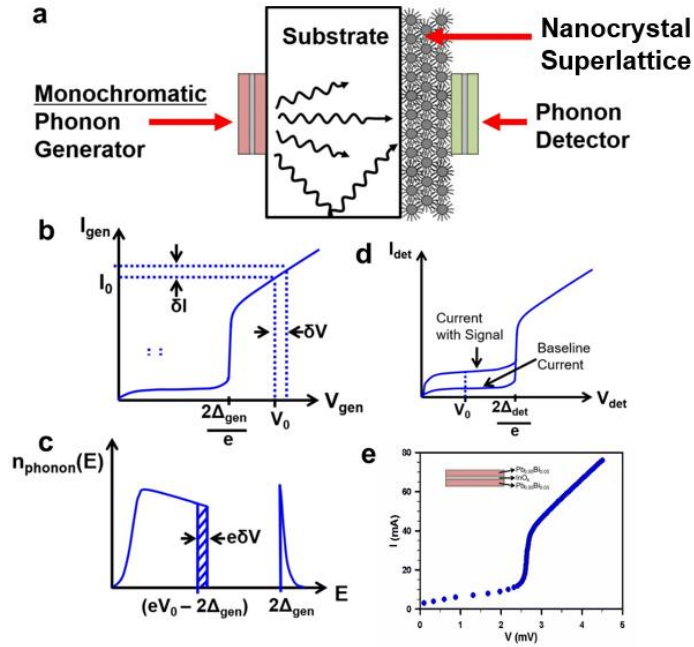 a
Substrate
Nanocrystal
Superlattice
Monochromatic
Phonon
Generator
Phonon
Detector
b
I_gen
I_0
δI
δV
V_gen
2Δ_gen
e
V_0
c
n_phonon(E)
eδV
E
(eV_0 – 2Δ_gen)
2Δ_gen
d
I_det
Current
with Signal
Baseline
Current
V_det
V_0
2Δ_det
e
e
80
60
40
20
0
I (mA)
InO_x
0 1 2 3 4 5
V (mV)